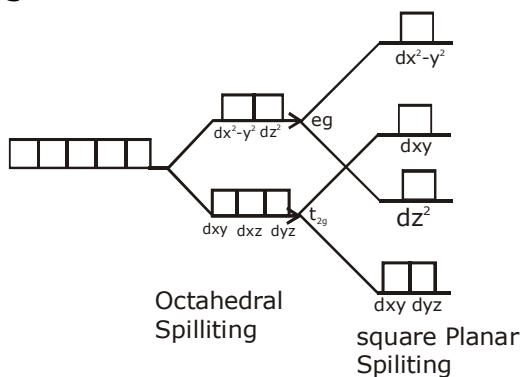 dx²-y²
dx²-y² dz²
eg
dxy
dz²
dxy dxz dyz
t₂g
dxy dyz
Octahedral
Spilliting
square Planar
Spiliting